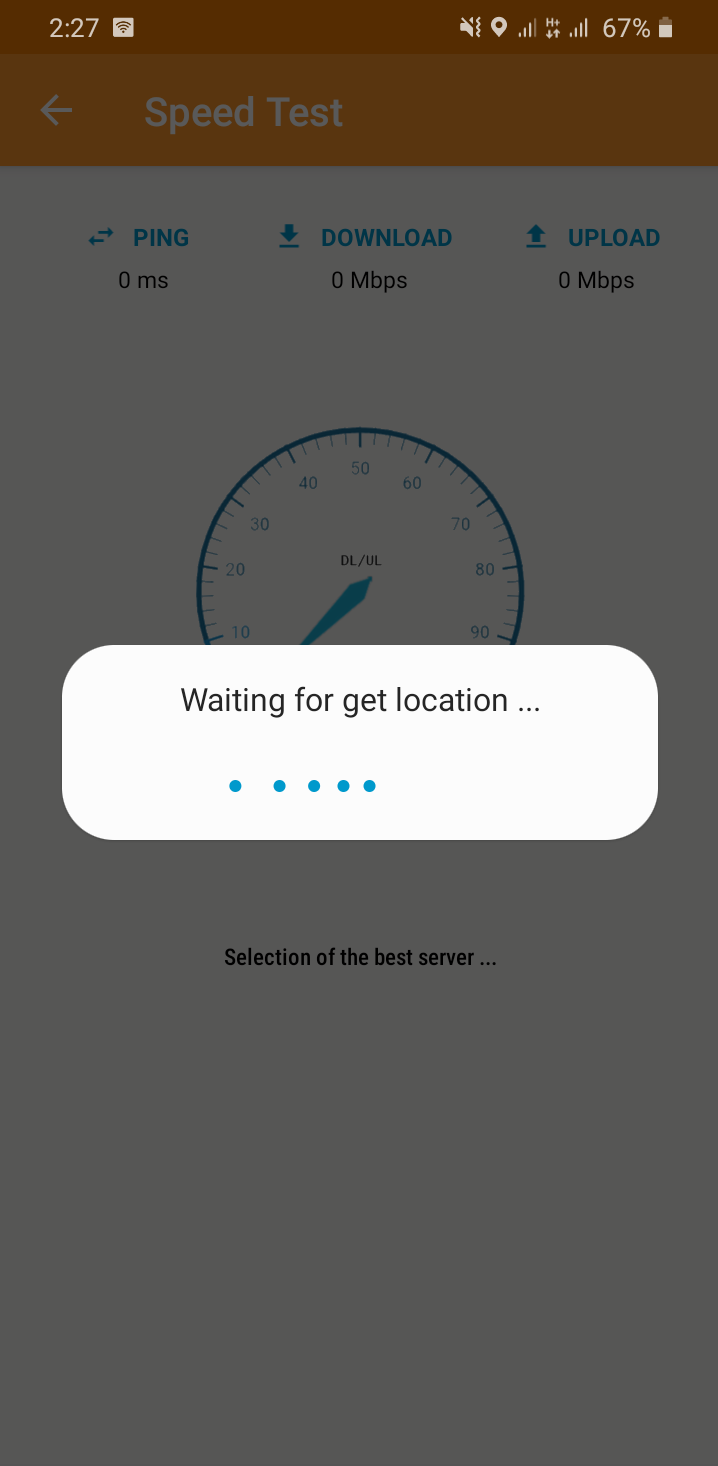 2:27 H+ 67%
Speed Test
PING DOWNLOAD UPLOAD
0 ms 0 Mbps 0 Mbps
50
40 60
30 70
DL/UL
20 80
10 90
Waiting for get location ...
Selection of the best server ...